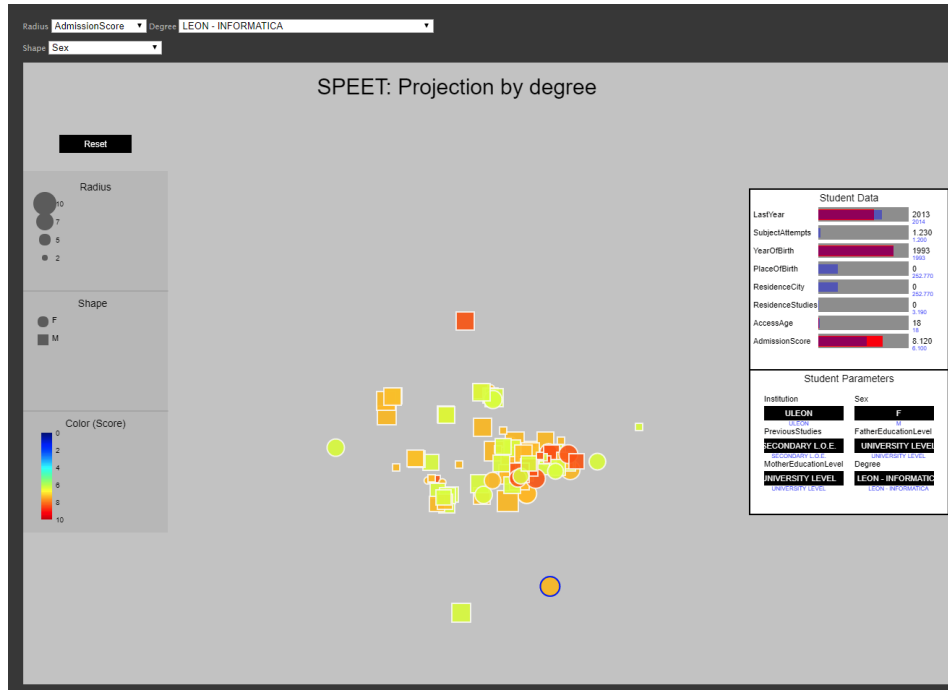 Radius AdmissionScore Degree LEON - INFORMATICA
Shape Sex
SPEET: Projection by degree
Reset
Radius
10
7
5
2
Shape
F
M
Color (Score)
0
2
4
6
8
10
Student Data
LastYear 2013
2014
SubjectAttempts 1.230
1.200
YearOfBirth 1993
1993
PlaceOfBirth 0
252.770
ResidenceCity 0
252.770
ResidenceStudies 0
3.190
AccessAge 18
18
AdmissionScore 8.120
6.100
Student Parameters
Institution Sex
ULEON F
ULEON M
PreviousStudies FatherEducationLevel
SECONDARY L.O.E. UNIVERSITY LEVEL
SECONDARY L.O.E. UNIVERSITY LEVEL
MotherEducationLevel Degree
UNIVERSITY LEVEL LEON - INFORMATICA
UNIVERSITY LEVEL LEON - INFORMATICA